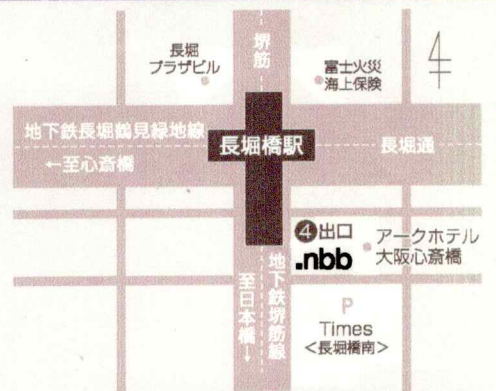 長堀
プラザビル
堺筋
富士火災
海上保険
地下鉄長堀鶴見緑地線
←至心斎橋
長堀橋駅
長堀通
❹出口
.nbb
アークホテル
大阪心斎橋
地下鉄堺筋線
至日本橋→
P
Times
<長堀橋南>